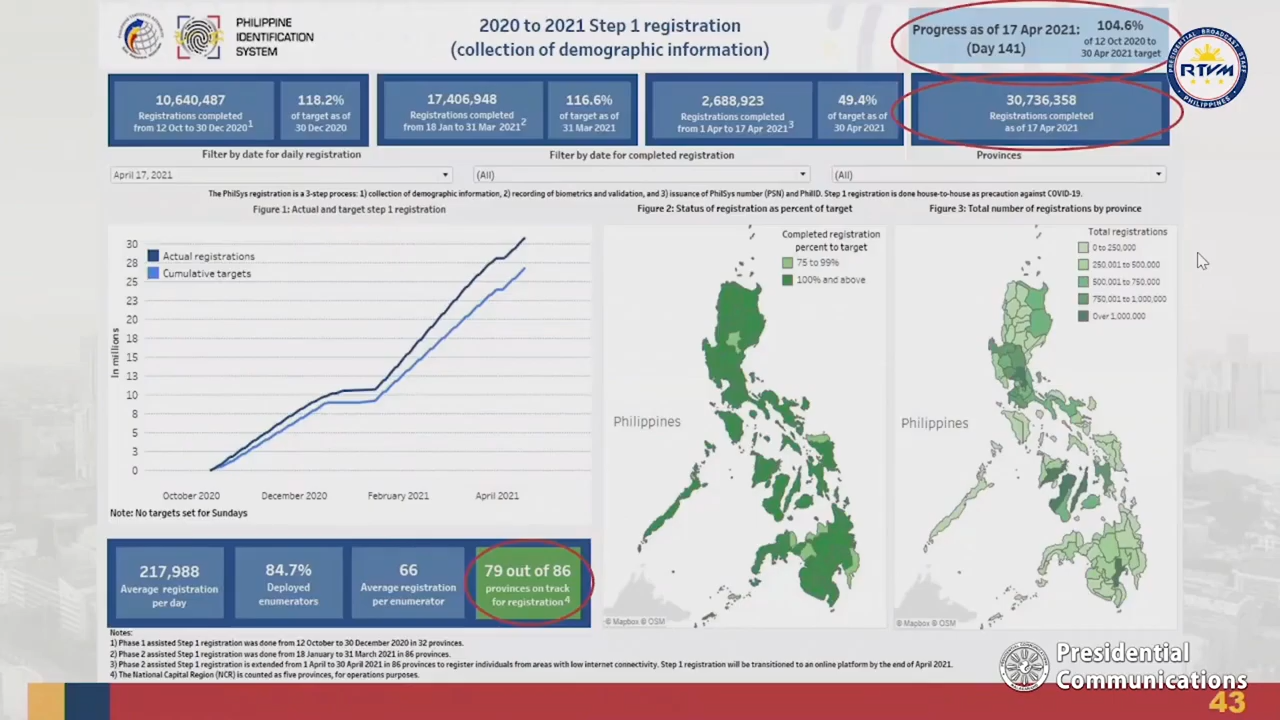 PHILIPPINE
IDENTIFICATION
SYSTEM
2020 to 2021 Step 1 registration
(collection of demographic information)
Progress as of 17 Apr 2021:
(Day 141)
104.6%
of 12 Oct 2020 to
30 Apr 2021 target
PRESIDENTIAL BROADCAST STAFF
RTVM
PHILIPPINES
10,640,487
Registrations completed
from 12 Oct to 30 Dec 2020¹
118.2%
of target as of
30 Dec 2020
17,406,948
Registrations completed
from 18 Jan to 31 Mar 2021²
116.6%
of target as of
31 Mar 2021
2,688,923
Registrations completed
from 1 Apr to 17 Apr 2021³
49.4%
of target as of
30 Apr 2021
30,736,358
Registrations completed
as of 17 Apr 2021
Filter by date for daily registration
Filter by date for completed registration
Provinces
April 17, 2021
(All)
(All)
The PhilSys registration is a 3-step process: 1) collection of demographic information, 2) recording of biometrics and validation, and 3) issuance of PhilSys number (PSN) and PhilID. Step 1 registration is done house-to-house as precaution against COVID-19.
Figure 1: Actual and target step 1 registration
Figure 2: Status of registration as percent of target
Figure 3: Total number of registrations by province
In millions
30
28
25
23
20
18
15
13
10
8
5
3
0
Actual registrations
Cumulative targets
October 2020
December 2020
February 2021
April 2021
Note: No targets set for Sundays
Completed registration
percent to target
75 to 99%
100% and above
Philippines
© Mapbox © OSM
Total registrations
0 to 250,000
250,001 to 500,000
500,001 to 750,000
750,001 to 1,000,000
Over 1,000,000
Philippines
© Mapbox © OSM
217,988
Average registration
per day
84.7%
Deployed
enumerators
66
Average registration
per enumerator
79 out of 86
provinces on track
for registration⁴
Notes:
1) Phase 1 assisted Step 1 registration was done from 12 October to 30 December 2020 in 32 provinces.
2) Phase 2 assisted Step 1 registration was done from 18 January to 31 March 2021 in 86 provinces.
3) Phase 2 assisted Step 1 registration is extended from 1 April to 30 April 2021 in 86 provinces to register individuals from areas with low internet connectivity. Step 1 registration will be transitioned to an online platform by the end of April 2021.
4) The National Capital Region (NCR) is counted as five provinces, for operations purposes.
Presidential
Communications
43